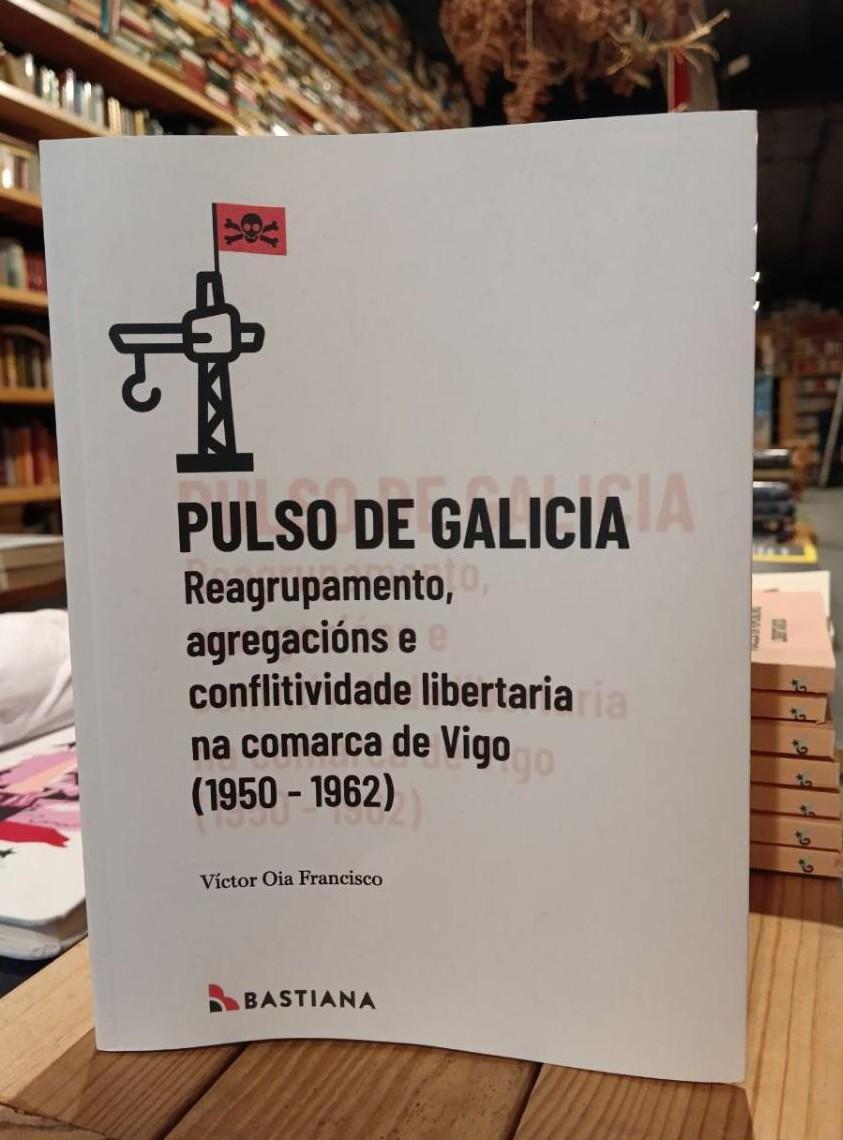 PULSO DE GALICIA
Reagrupamento,
agregacións e
conflitividade libertaria
na comarca de Vigo
(1950 - 1962)
Víctor Oia Francisco
BASTIANA